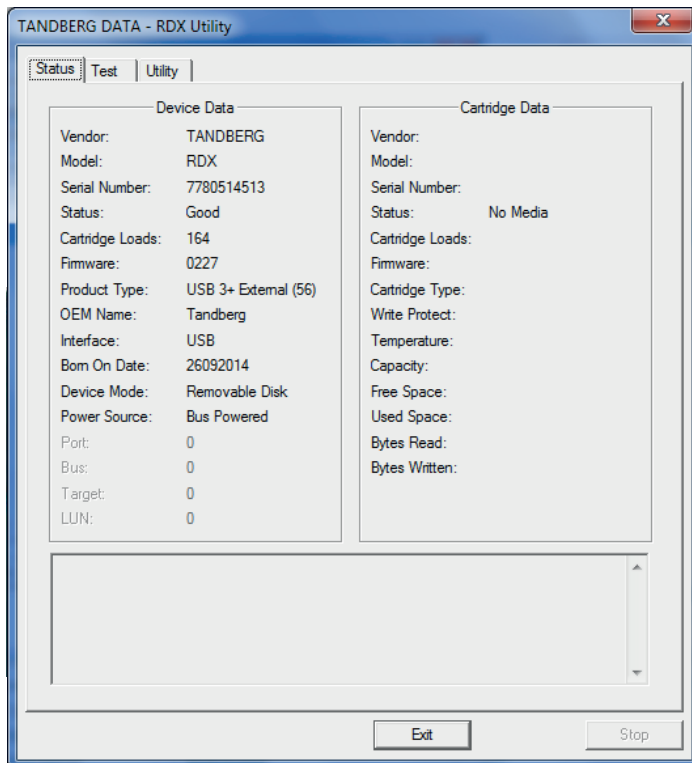 TANDBERG DATA - RDX Utility
Status Test Utility
Device Data
Vendor: TANDBERG
Model: RDX
Serial Number: 7780514513
Status: Good
Cartridge Loads: 164
Firmware: 0227
Product Type: USB 3+ External (56)
OEM Name: Tandberg
Interface: USB
Born On Date: 26092014
Device Mode: Removable Disk
Power Source: Bus Powered
Port: 0
Bus: 0
Target: 0
LUN: 0
Cartridge Data
Vendor:
Model:
Serial Number:
Status: No Media
Cartridge Loads:
Firmware:
Cartridge Type:
Write Protect:
Temperature:
Capacity:
Free Space:
Used Space:
Bytes Read:
Bytes Written:
Exit Stop